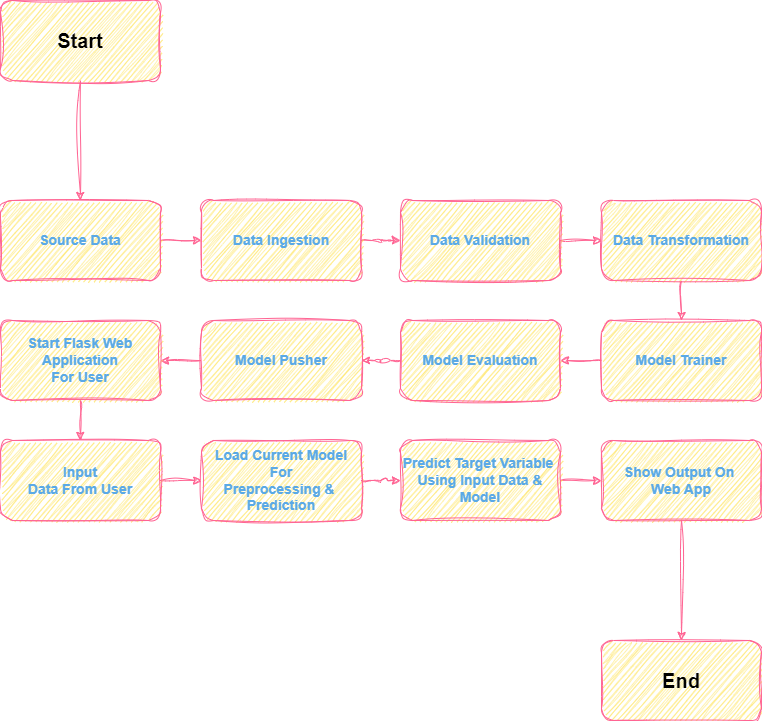 Start
Source Data
Data Ingestion
Data Validation
Data Transformation
Start Flask Web
Application
For User
Model Pusher
Model Evaluation
Model Trainer
Input
Data From User
Load Current Model
For
Preprocessing &
Prediction
Predict Target Variable
Using Input Data &
Model
Show Output On
Web App
End